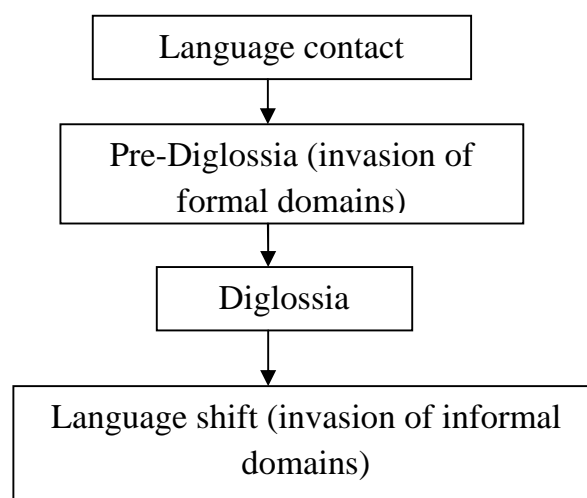 Language contact
Pre-Diglossia (invasion of
formal domains)
Diglossia
Language shift (invasion of informal
domains)